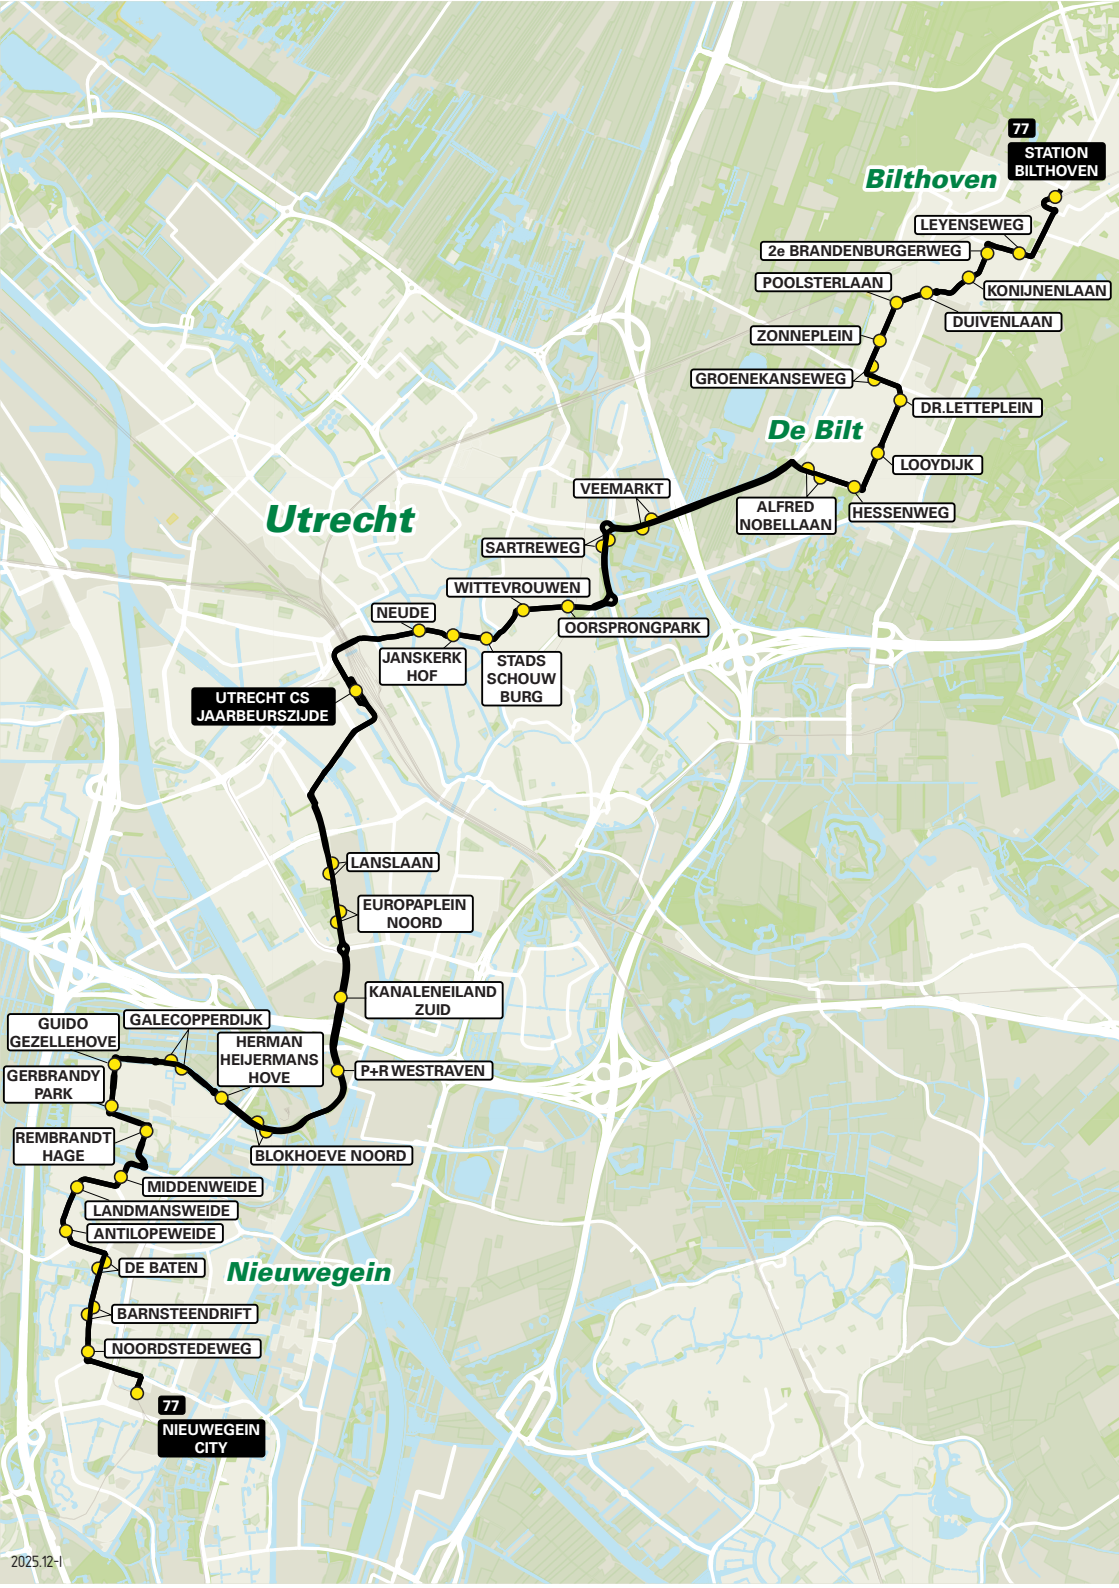 77
STATION
BILTHOVEN
Bilthoven
LEYENSEWEG
2e BRANDENBURGERWEG
POOLSTERLAAN
KONIJNENLAAN
DUIVENLAAN
ZONNEPLEIN
GROENEKANSEWEG
DR.LETTEPLEIN
De Bilt
LOOYDIJK
VEEMARKT
ALFRED
NOBELLAAN
HESSENWEG
Utrecht
SARTREWEG
WITTEVROUWEN
NEUDE
OORSPRONGPARK
JANSKERK
HOF
STADS
SCHOUW
BURG
UTRECHT CS
JAARBEURSZIJDE
LANSLAAN
EUROPAPLEIN
NOORD
KANALENEILAND
ZUID
GUIDO
GEZELLEHOVE
GALECOPPERDIJK
HERMAN
HEIJERMANS
HOVE
P+R WESTRAVEN
GERBRANDY
PARK
REMBRANDT
HAGE
BLOKHOEVE NOORD
MIDDENWEIDE
LANDMANSWEIDE
ANTILOPEWEIDE
DE BATEN
Nieuwegein
BARNSTEENDRIFT
NOORDSTEDEWEG
77
NIEUWEGEIN
CITY
2025.12-I